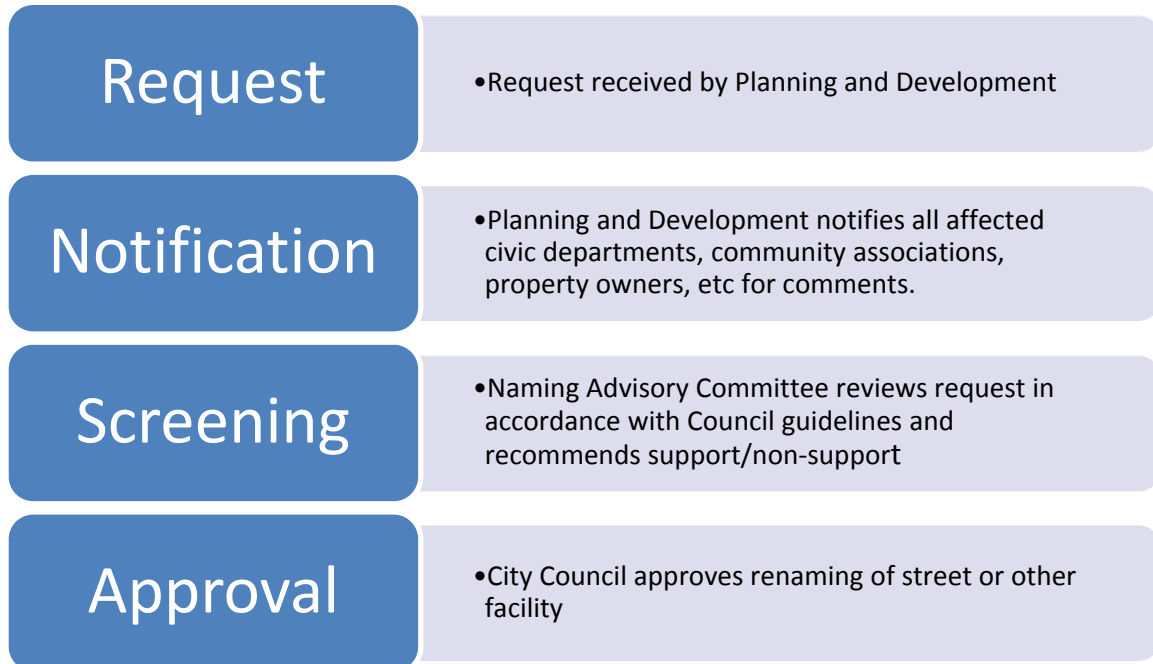 Request
•Request received by Planning and Development
Notification
•Planning and Development notifies all affected
civic departments, community associations,
property owners, etc for comments.
Screening
•Naming Advisory Committee reviews request in
accordance with Council guidelines and
recommends support/non-support
Approval
•City Council approves renaming of street or other
facility